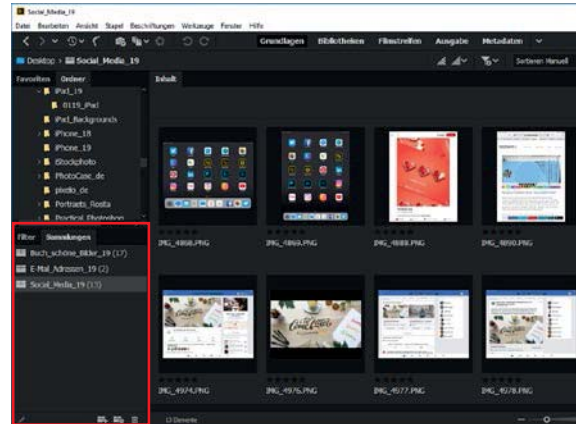 Social_Media_19
Datei Bearbeiten Ansicht Stapel Beschriftungen Werkzeuge Fenster Hilfe
Grundlagen Bibliotheken Filmstreifen Ausgabe Metadaten
Desktop > Social_Media_19
Sortieren Manuell
Favoriten Ordner
Inhalt
iPad_19
0119_iPad
iPad_Backgrounds
iPhone_18
iPhone_19
iStockphoto
PhotoCase_de
pixelio_de
Portraets_Rosta
Practical_Photoshop
Filter Sammlungen
Buch_schöne_Bilder_19 (17)
E-Mail_Adressen_19 (2)
Social_Media_19 (13)
IMG_4868.PNG
IMG_4869.PNG
IMG_4888.PNG
IMG_4890.PNG
IMG_4974.PNG
IMG_4976.PNG
IMG_4977.PNG
IMG_4978.PNG
13 Elemente